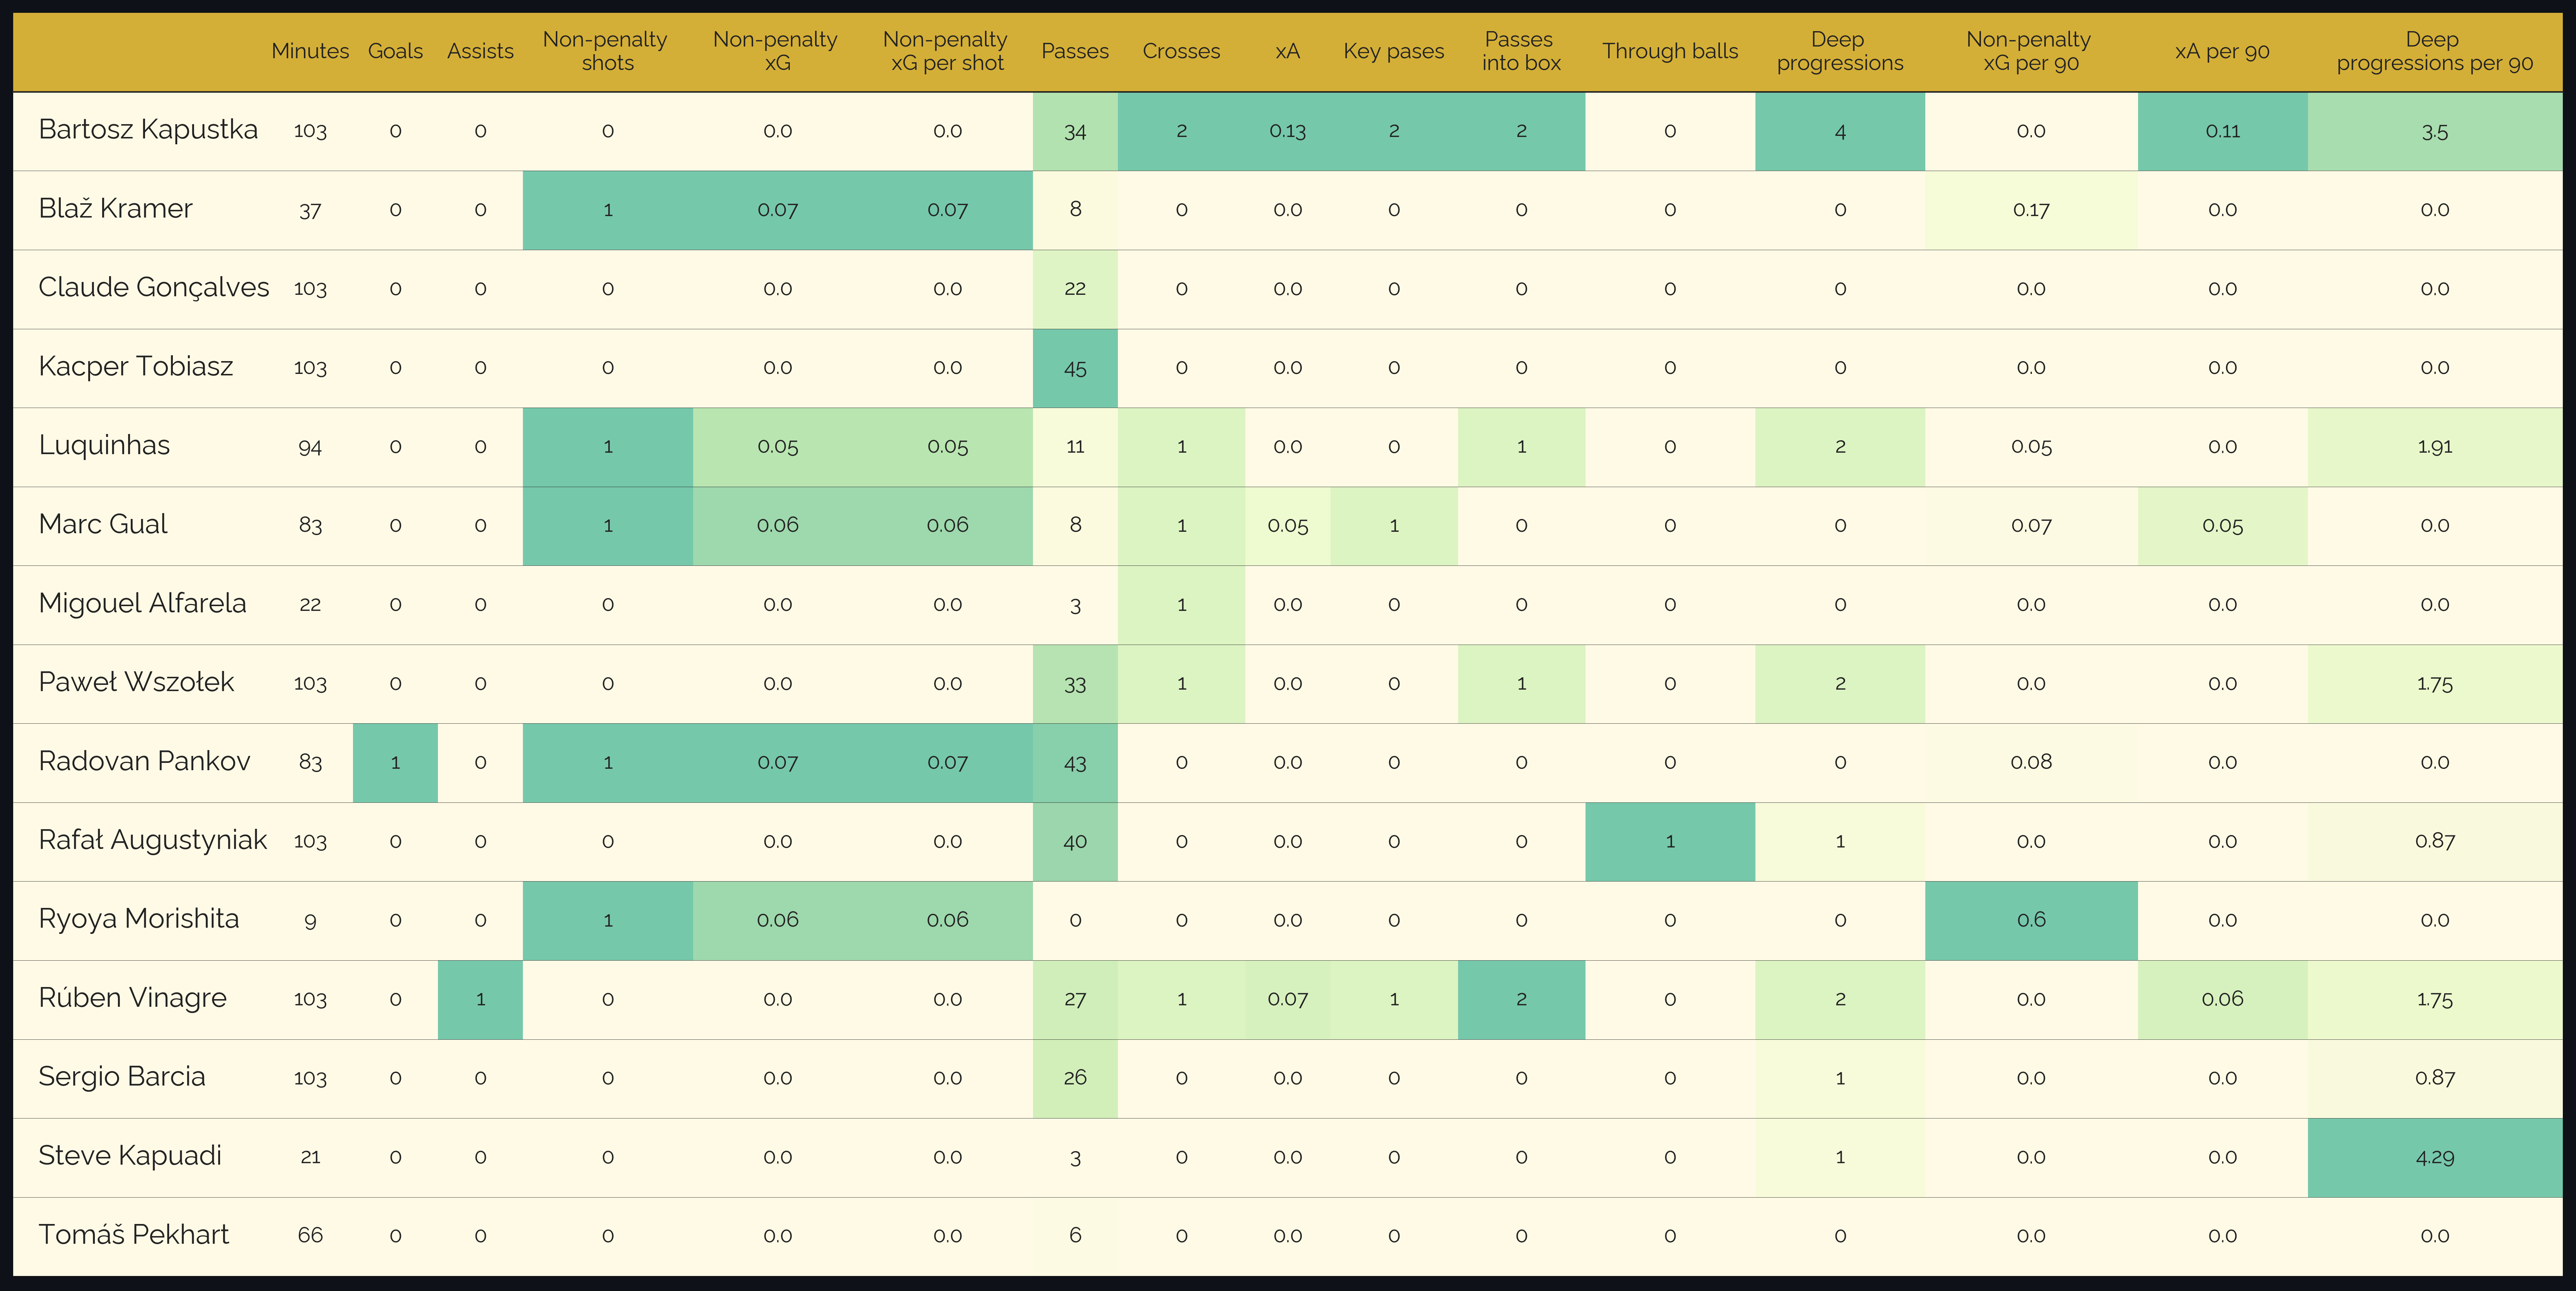 Minutes Goals Assists Non-penalty shots Non-penalty xG Non-penalty xG per shot Passes Crosses xA Key pases Passes into box Through balls Deep progressions Non-penalty xG per 90 xA per 90 Deep progressions per 90
Bartosz Kapustka 103 0 0 0 0.0 0.0 34 2 0.13 2 2 0 4 0.0 0.11 3.5
Blaž Kramer 37 0 0 1 0.07 0.07 8 0 0.0 0 0 0 0 0.17 0.0 0.0
Claude Gonçalves 103 0 0 0 0.0 0.0 22 0 0.0 0 0 0 0 0.0 0.0 0.0
Kacper Tobiasz 103 0 0 0 0.0 0.0 45 0 0.0 0 0 0 0 0.0 0.0 0.0
Luquinhas 94 0 0 1 0.05 0.05 11 1 0.0 0 1 0 2 0.05 0.0 1.91
Marc Gual 83 0 0 1 0.06 0.06 8 1 0.05 1 0 0 0 0.07 0.05 0.0
Migouel Alfarela 22 0 0 0 0.0 0.0 3 1 0.0 0 0 0 0 0.0 0.0 0.0
Paweł Wszołek 103 0 0 0 0.0 0.0 33 1 0.0 0 1 0 2 0.0 0.0 1.75
Radovan Pankov 83 1 0 1 0.07 0.07 43 0 0.0 0 0 0 0 0.08 0.0 0.0
Rafał Augustyniak 103 0 0 0 0.0 0.0 40 0 0.0 0 0 1 1 0.0 0.0 0.87
Ryoya Morishita 9 0 0 1 0.06 0.06 0 0 0.0 0 0 0 0 0.6 0.0 0.0
Rúben Vinagre 103 0 1 0 0.0 0.0 27 1 0.07 1 2 0 2 0.0 0.06 1.75
Sergio Barcia 103 0 0 0 0.0 0.0 26 0 0.0 0 0 0 1 0.0 0.0 0.87
Steve Kapuadi 21 0 0 0 0.0 0.0 3 0 0.0 0 0 0 1 0.0 0.0 4.29
Tomáš Pekhart 66 0 0 0 0.0 0.0 6 0 0.0 0 0 0 0 0.0 0.0 0.0